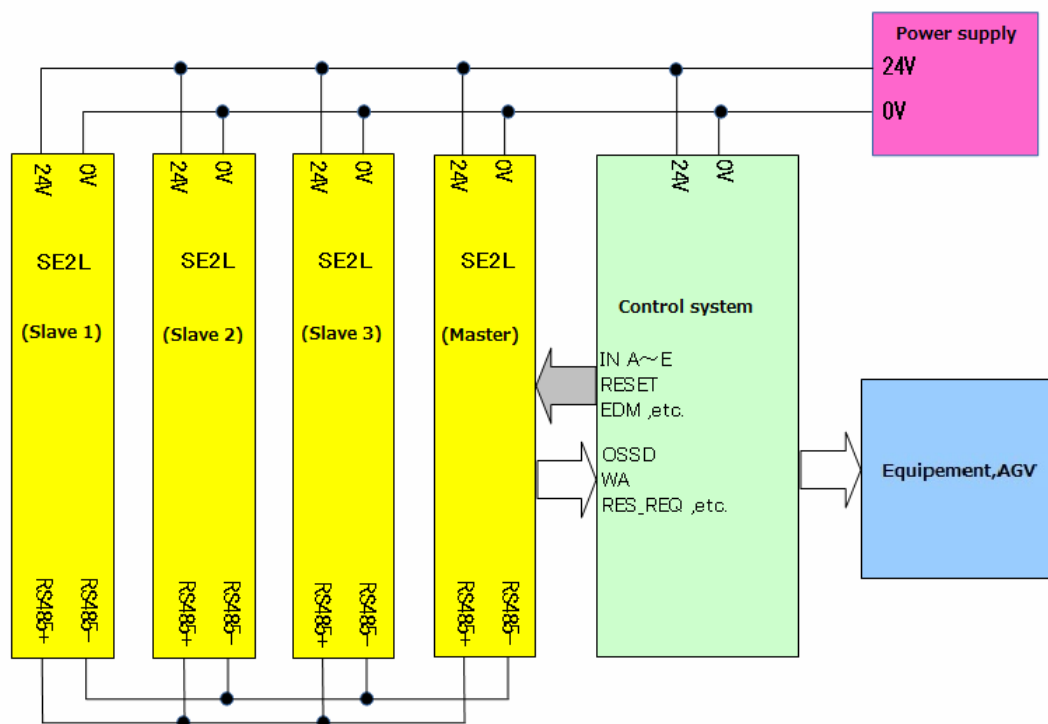 Power supply
24V
0V
24V
0V
24V
0V
24V
0V
24V
0V
24V
0V
SE2L
(Slave 1)
SE2L
(Slave 2)
SE2L
(Slave 3)
SE2L
(Master)
Control system
IN A～E
RESET
EDM ,etc.
OSSD
WA
RES_REQ ,etc.
Equipement,AGV
RS485+
RS485−
RS485+
RS485−
RS485+
RS485−
RS485+
RS485−